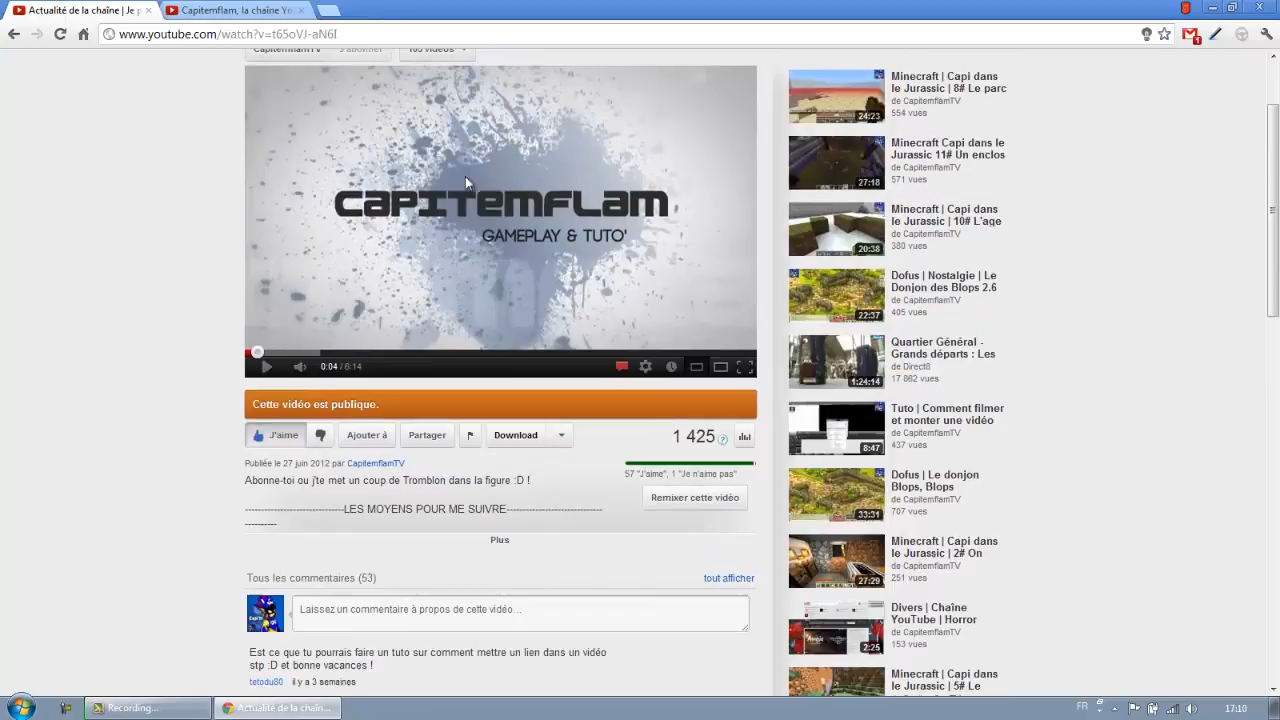 Actualité de la chaîne | Je p
Capitemflam, la chaîne Yo
www.youtube.com/watch?v=t65oVJ-aN6I
1
CapitemflamTV
S'abonner
165 vidéos
CAPITEMFLAM
GAMEPLAY & TUTO'
0:04 / 6:14
Cette vidéo est publique.
J'aime
Ajouter à
Partager
Download
1 425
Publiée le 27 juin 2012 par CapitemflamTV
57 "J'aime", 1 "Je n'aime pas"
Abonne-toi ou j'te met un coup de Tromblon dans la figure :D !
Remixer cette vidéo
-------------------------------LES MOYENS POUR ME SUIVRE------------------------------
----------
Plus
Tous les commentaires (53)
tout afficher
Laissez un commentaire à propos de cette vidéo...
Est ce que tu pourrais faire un tuto sur comment mettre un lien dans un vidéo
stp :D et bonne vacances !
tetodu80 il y a 3 semaines
Minecraft | Capi dans
le Jurassic | 8# Le parc
de CapitemflamTV
554 vues
24:23
Minecraft Capi dans le
Jurassic 11# Un enclos
de CapitemflamTV
571 vues
27:18
Minecraft | Capi dans
le Jurassic | 10# L'age
de CapitemflamTV
380 vues
20:38
Dofus | Nostalgie | Le
Donjon des Blops 2.6
de CapitemflamTV
405 vues
22:37
Quartier Général -
Grands départs : Les
de Direct8
17 862 vues
1:24:14
Tuto | Comment filmer
et monter une vidéo
de CapitemflamTV
437 vues
8:47
Dofus | Le donjon
Blops, Blops
de CapitemflamTV
707 vues
33:31
Minecraft | Capi dans
le Jurassic | 2# On
de CapitemflamTV
251 vues
27:29
Divers | Chaîne
YouTube | Horror
de CapitemflamTV
153 vues
2:25
Minecraft | Capi dans
le Jurassic | 5# Le
Recording...
Actualité de la chaîn...
FR
17:10